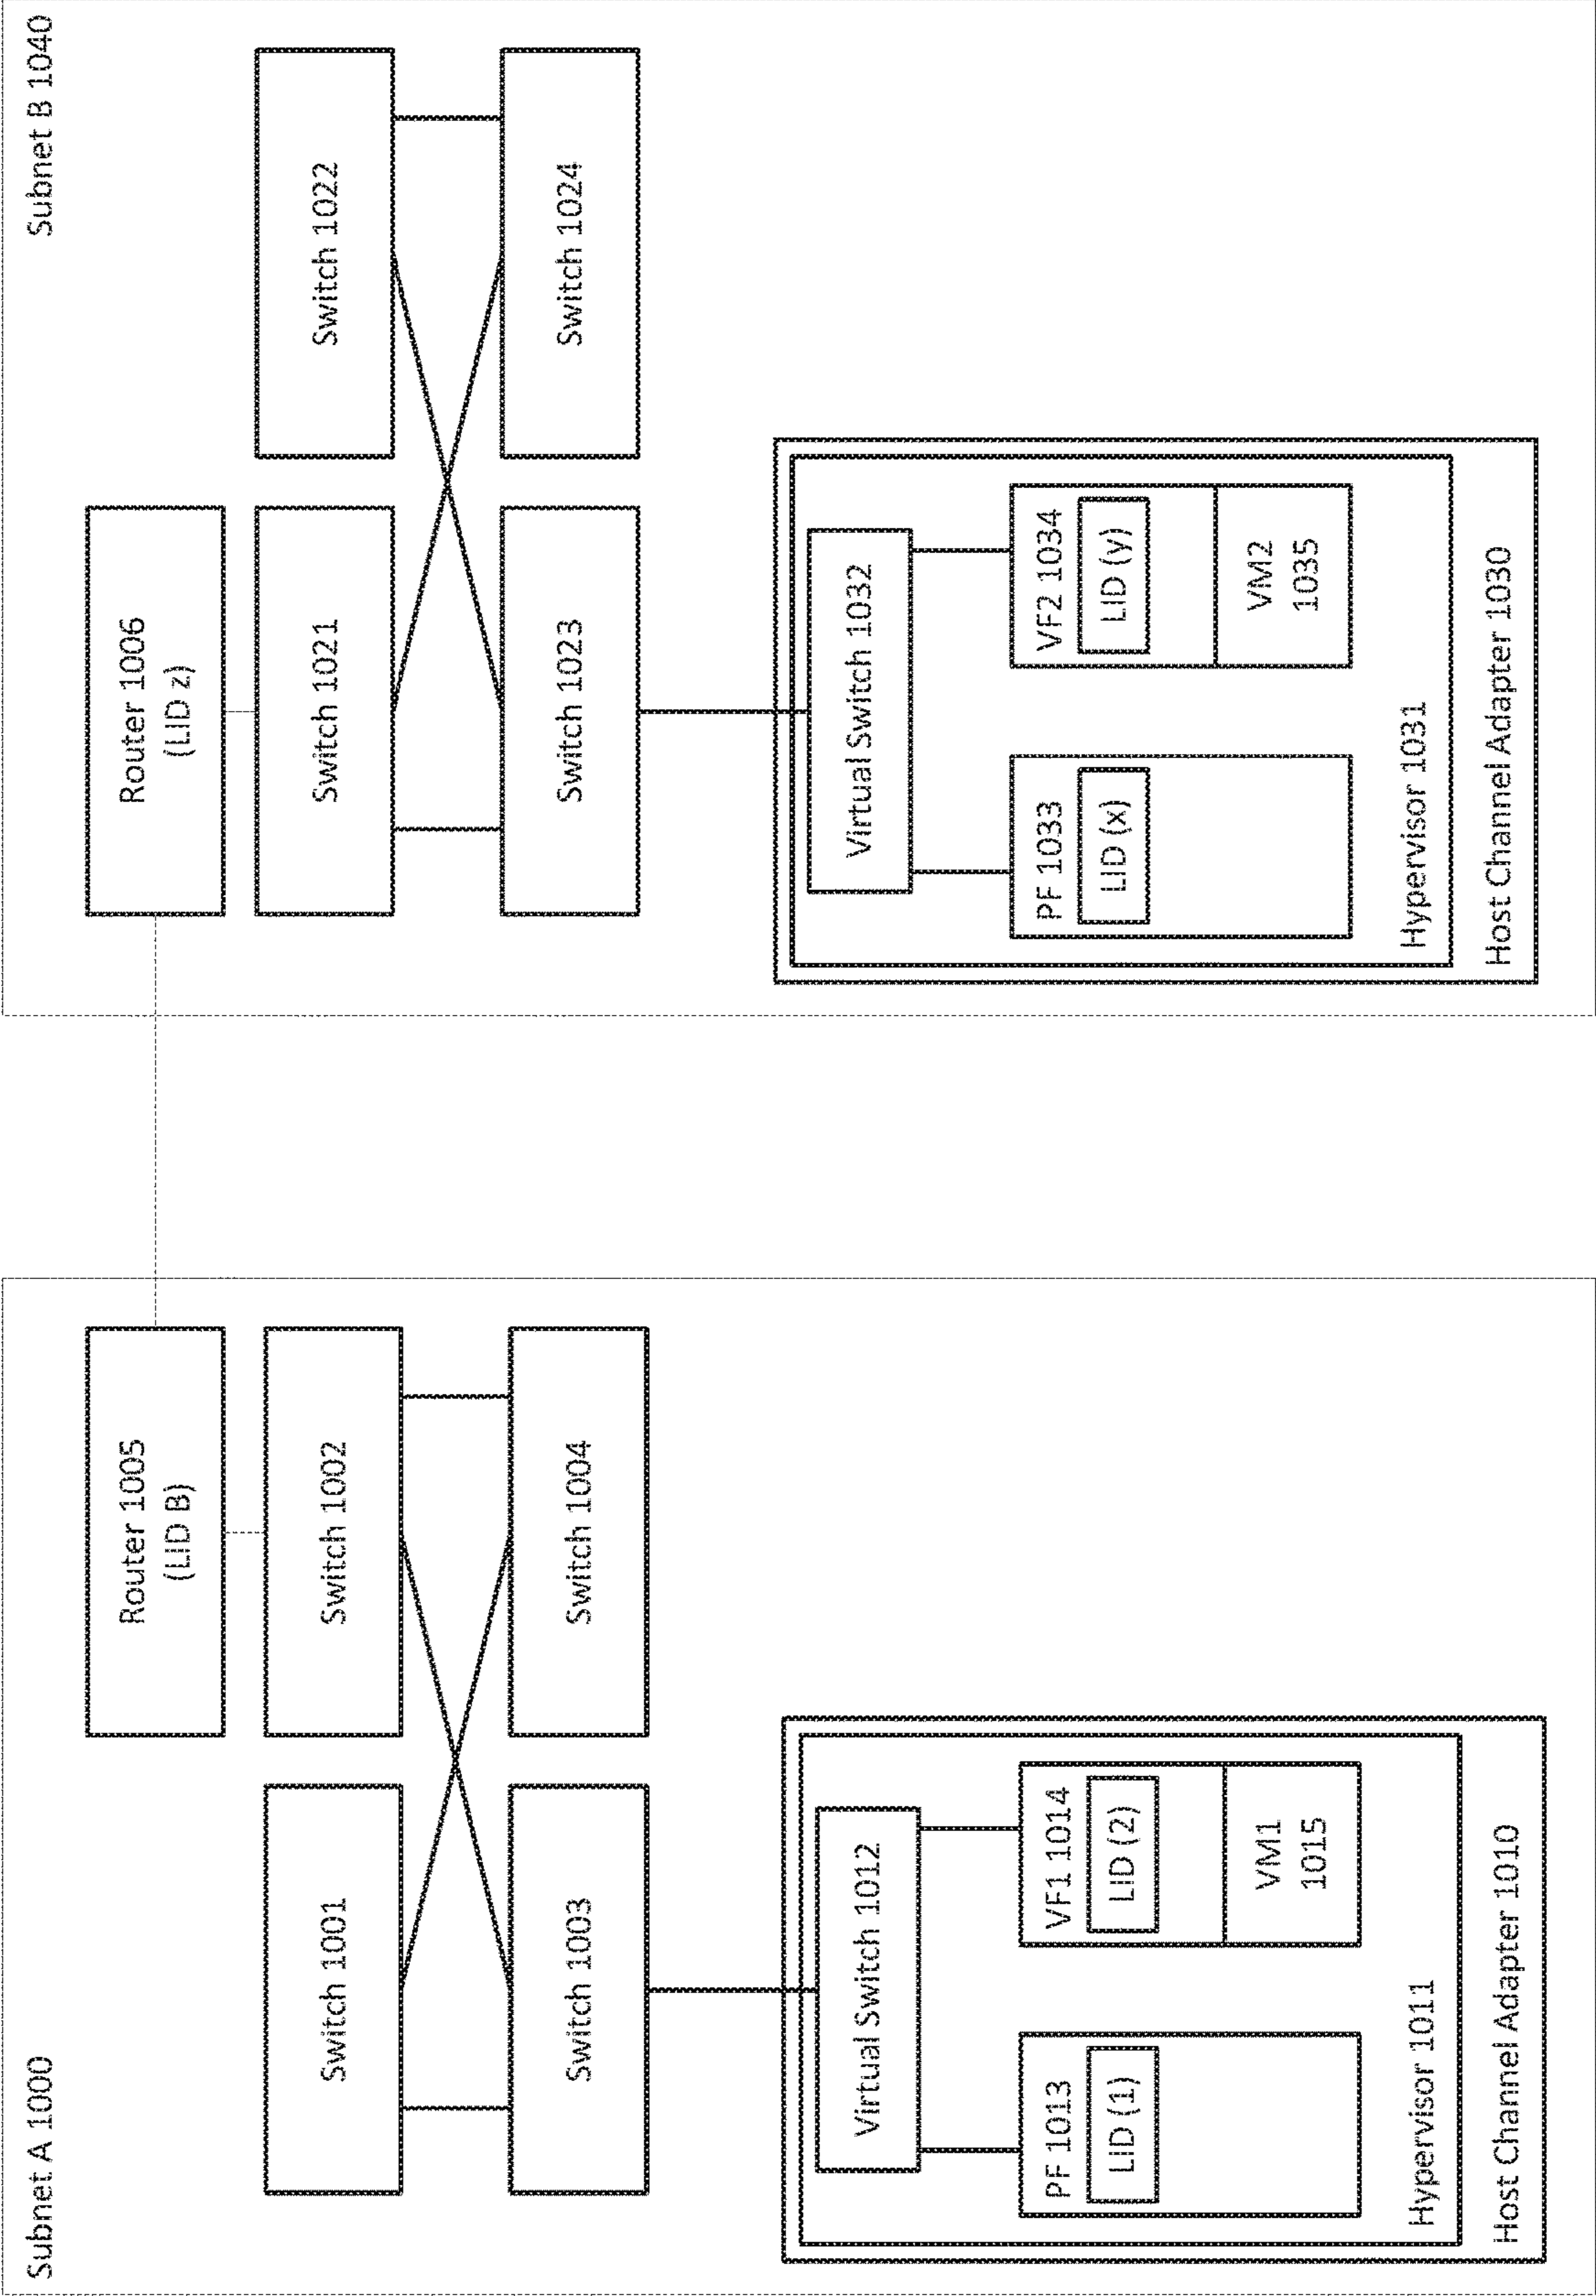 Subnet A 1000
Router 1005
(LID B)
Switch 1001
Switch 1002
Switch 1003
Switch 1004
Virtual Switch 1012
PF 1013
LID (1)
VF1 1014
LID (2)
VM1
1015
Hypervisor 1011
Host Channel Adapter 1010
Subnet B 1040
Router 1006
(LID z)
Switch 1021
Switch 1022
Switch 1023
Switch 1024
Virtual Switch 1032
PF 1033
LID (x)
VF2 1034
LID (y)
VM2
1035
Hypervisor 1031
Host Channel Adapter 1030